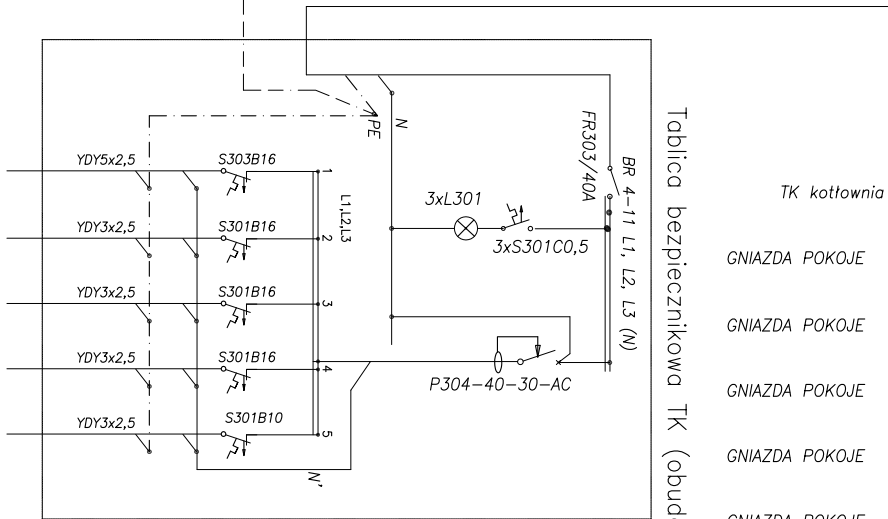 PE
N
YDY5x2,5
S303B16
1
L1,L2,L3
3xL301
3xS301C0,5
FR303/40A
BR 4-11 L1, L2, L3 (N)
Tablica bezpiecznikowa TK (obud
TK kotłownia
YDY3x2,5
S301B16
2
GNIAZDA POKOJE
YDY3x2,5
S301B16
3
GNIAZDA POKOJE
YDY3x2,5
S301B16
4
P304-40-30-AC
GNIAZDA POKOJE
YDY3x2,5
S301B10
5
GNIAZDA POKOJE
N'
GNIAZDA POKOJE